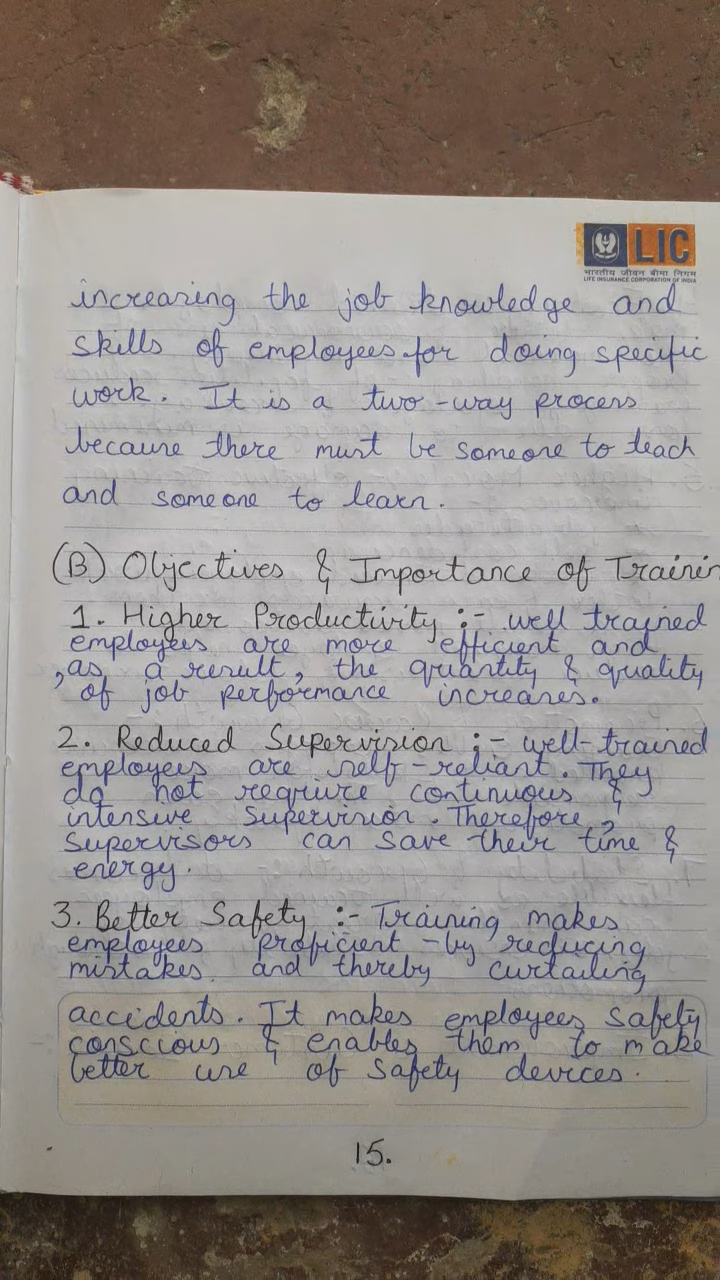 LIC
भारतीय जीवन बीमा निगम
LIFE INSURANCE CORPORATION OF INDIA
increasing the job knowledge and
skills of employees for doing specific
work. It is a two-way process
because there must be someone to teach
and someone to learn.
(B) Objectives & Importance of Trainin
1. Higher Productivity :- well trained
employees are more efficient and
, as a result, the quantity & quality
of job performance increases.
2. Reduced Supervision :- well-trained
employees are self-reliant. They
do not require continuous &
intensive supervision. Therefore,
supervisors can save their time &
energy.
3. Better Safety :- Training makes
employees proficient -by reducing
mistakes and thereby curtailing
accidents. It makes employees safety
conscious & enables them to make
better use of safety devices.
15.